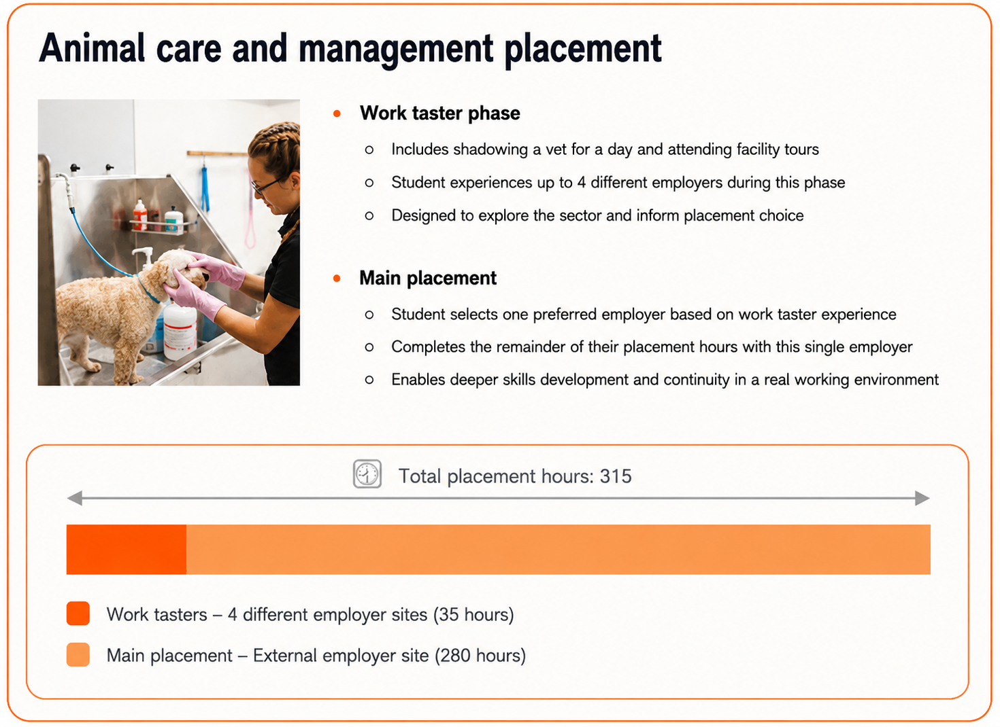 Animal care and management placement
Work taster phase
Includes shadowing a vet for a day and attending facility tours
Student experiences up to 4 different employers during this phase
Designed to explore the sector and inform placement choice
Main placement
Student selects one preferred employer based on work taster experience
Completes the remainder of their placement hours with this single employer
Enables deeper skills development and continuity in a real working environment
Total placement hours: 315
Work tasters – 4 different employer sites (35 hours)
Main placement – External employer site (280 hours)